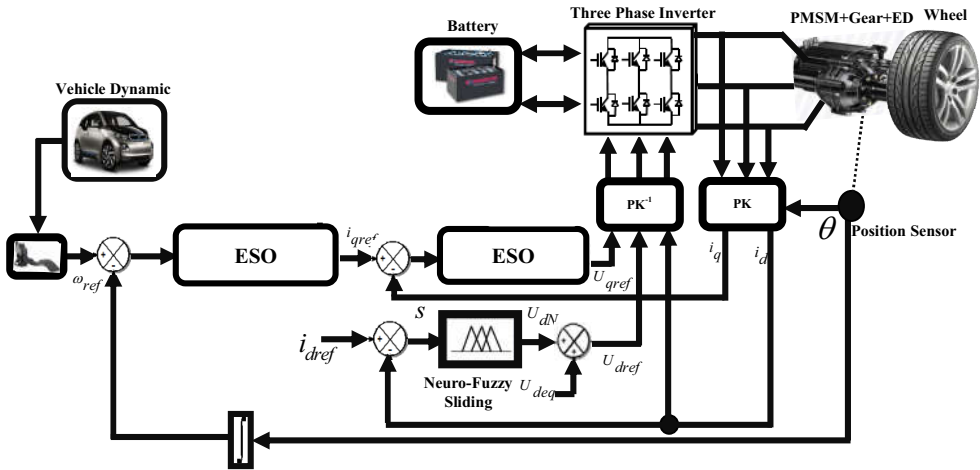 Three Phase Inverter
PMSM+Gear+ED
Wheel
Battery
Vehicle Dynamic
PK⁻¹
PK
θ
Position Sensor
ω_ref
+
-
ESO
i_qref
+
-
ESO
U_qref
i_q
i_d
i_dref
+
-
s
U_dN
+
+
U_dref
Neuro-Fuzzy
Sliding
U_deq